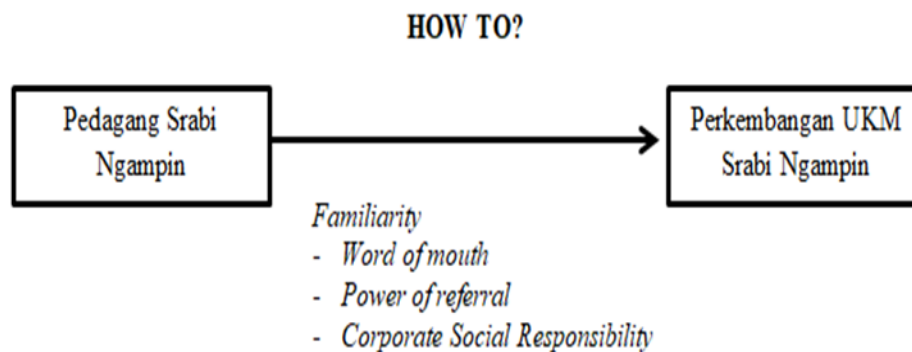 HOW TO?
Pedagang Srabi
Ngampin
Perkembangan UKM
Srabi Ngampin
Familiarity
- Word of mouth
- Power of referral
- Corporate Social Responsibility